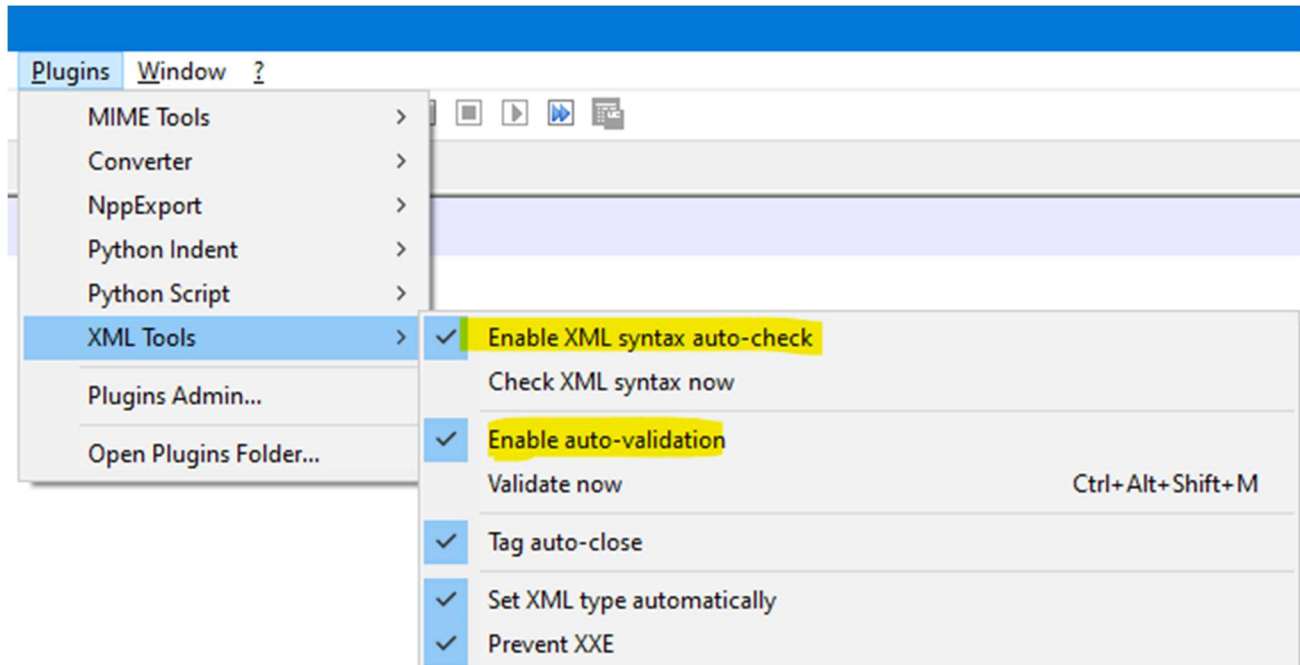 Plugins Window ?
MIME Tools
Converter
NppExport
Python Indent
Python Script
XML Tools
Plugins Admin...
Open Plugins Folder...
Enable XML syntax auto-check
Check XML syntax now
Enable auto-validation
Validate now Ctrl+Alt+Shift+M
Tag auto-close
Set XML type automatically
Prevent XXE